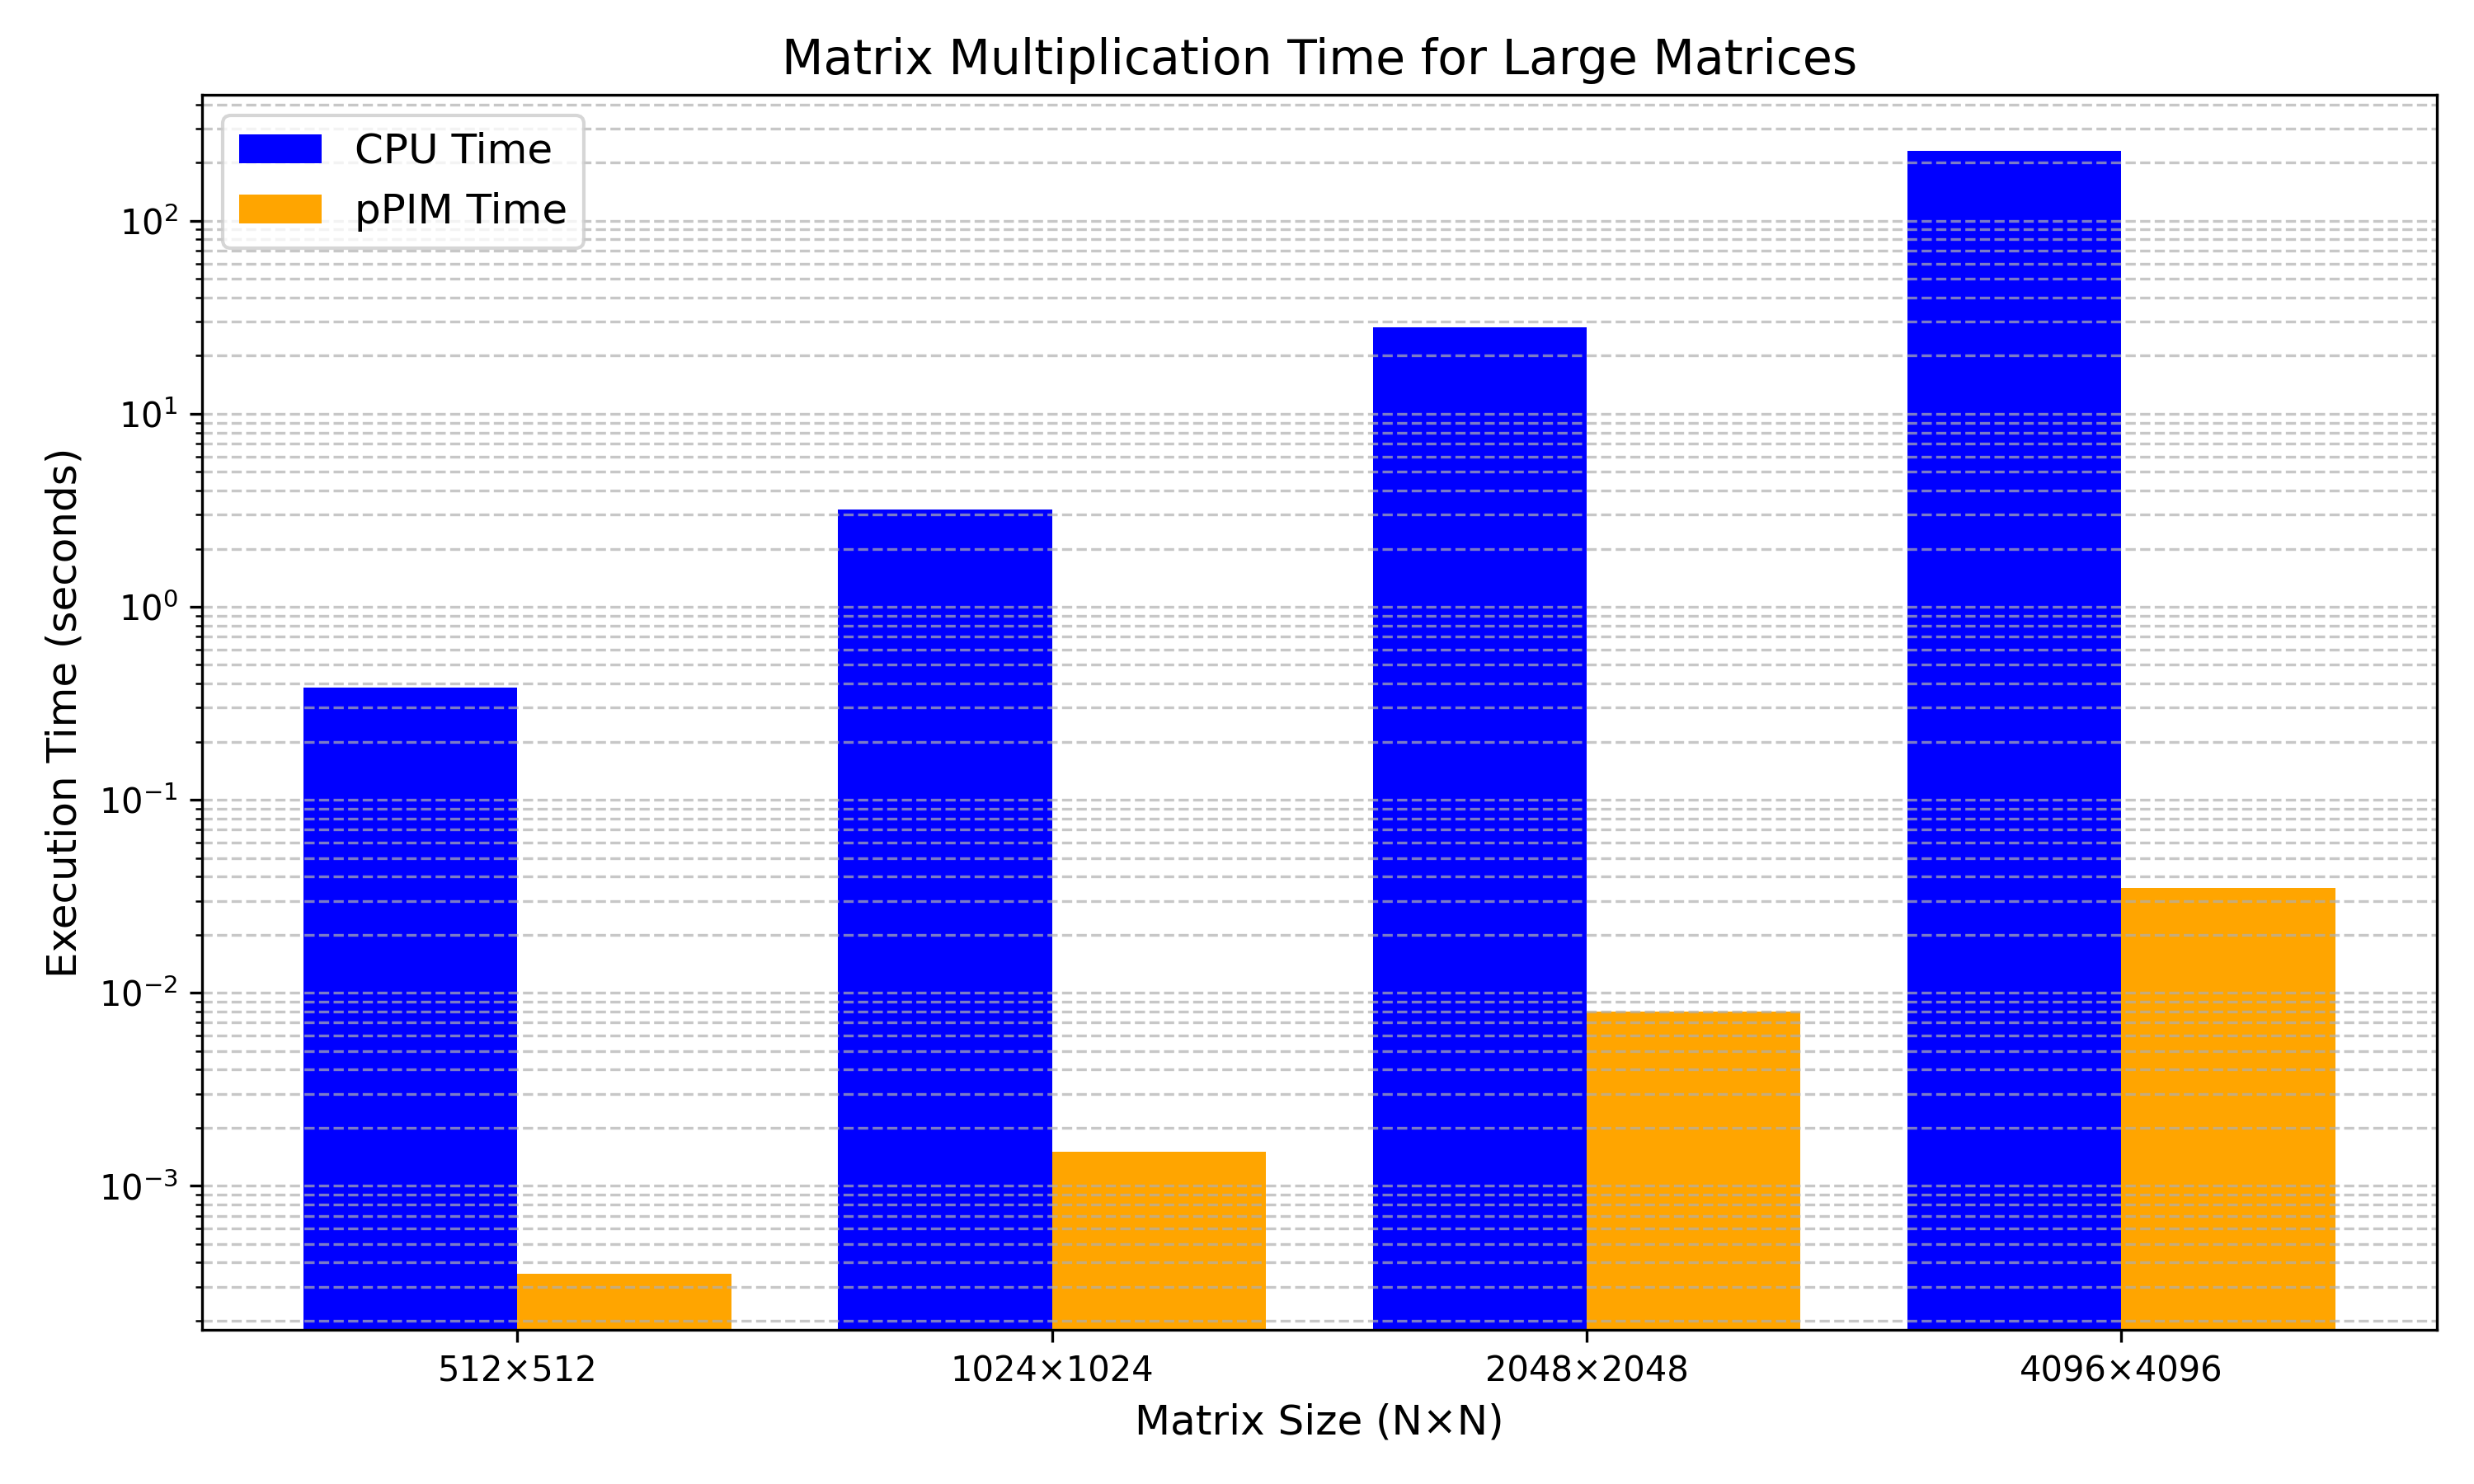 Matrix Multiplication Time for Large Matrices
CPU Time
pPIM Time
10²
10¹
10⁰
10⁻¹
10⁻²
10⁻³
Execution Time (seconds)
512×512
1024×1024
2048×2048
4096×4096
Matrix Size (N×N)